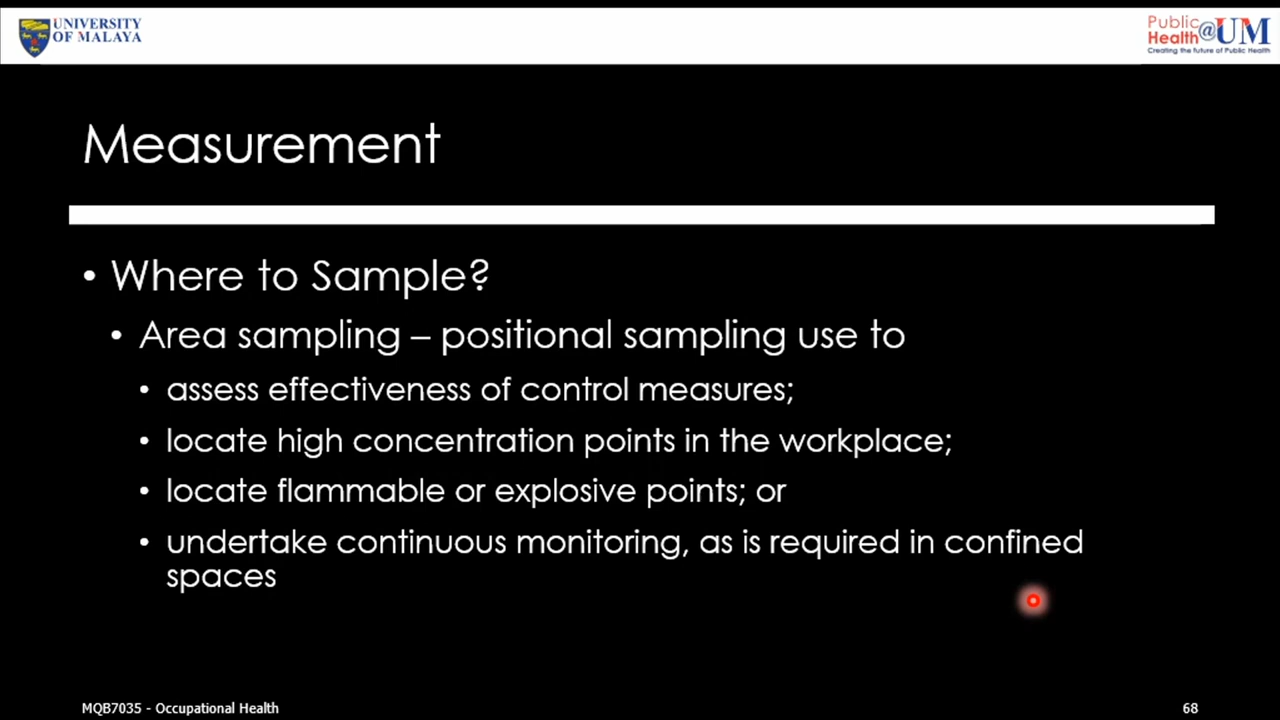 UNIVERSITY
OF MALAYA
Public
Health@UM
Creating the future of Public Health
Measurement
• Where to Sample?
• Area sampling – positional sampling use to
• assess effectiveness of control measures;
• locate high concentration points in the workplace;
• locate flammable or explosive points; or
• undertake continuous monitoring, as is required in confined
spaces
MQB7035 - Occupational Health
68